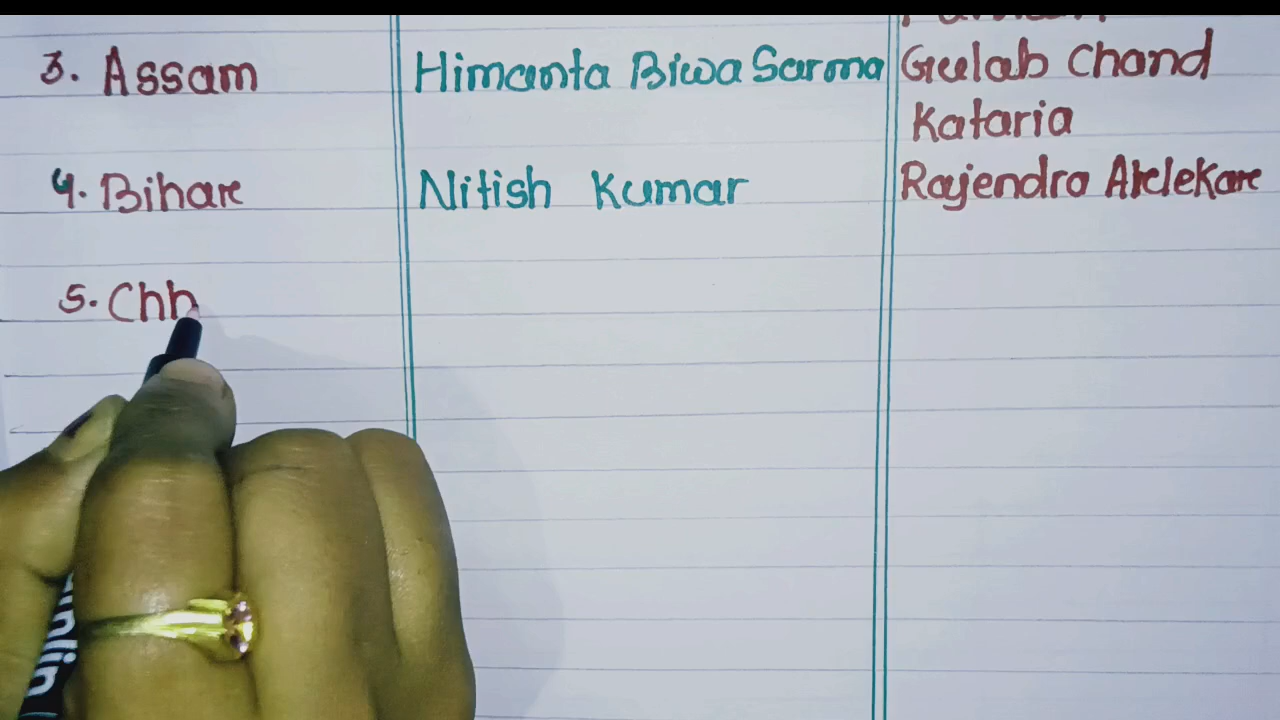 3. Assam Himanta Biwa Sarma Gulab Chand
Kataria
4. Bihar Nitish Kumar Rajendra Arlekar
5. Chh